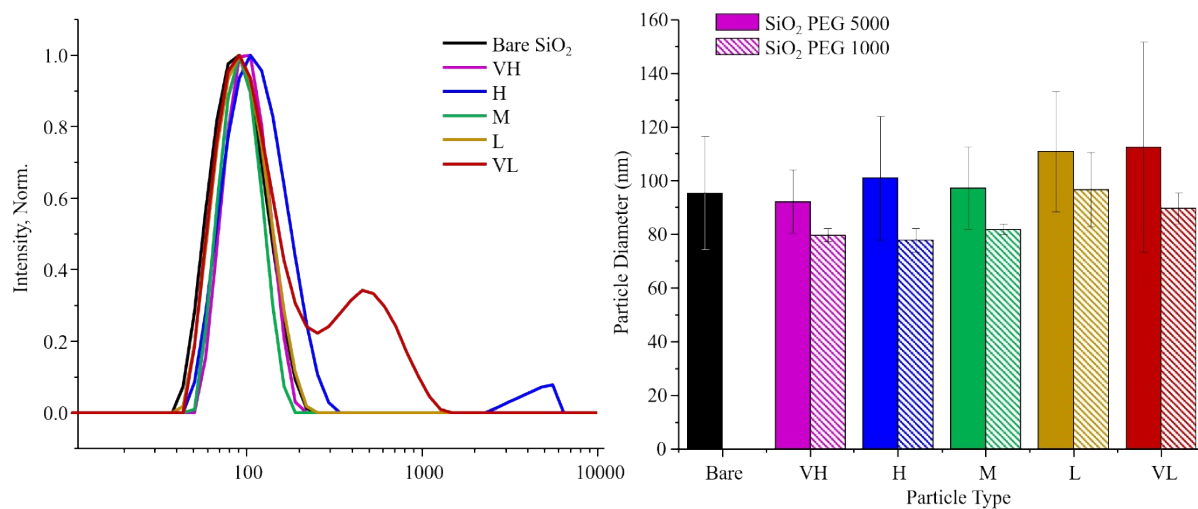 Intensity, Norm.
1.0
0.8
0.6
0.4
0.2
0.0
100
1000
10000
Bare SiO₂
VH
H
M
L
VL
Particle Diameter (nm)
160
140
120
100
80
60
40
20
0
SiO₂ PEG 5000
SiO₂ PEG 1000
Bare
VH
H
M
L
VL
Particle Type